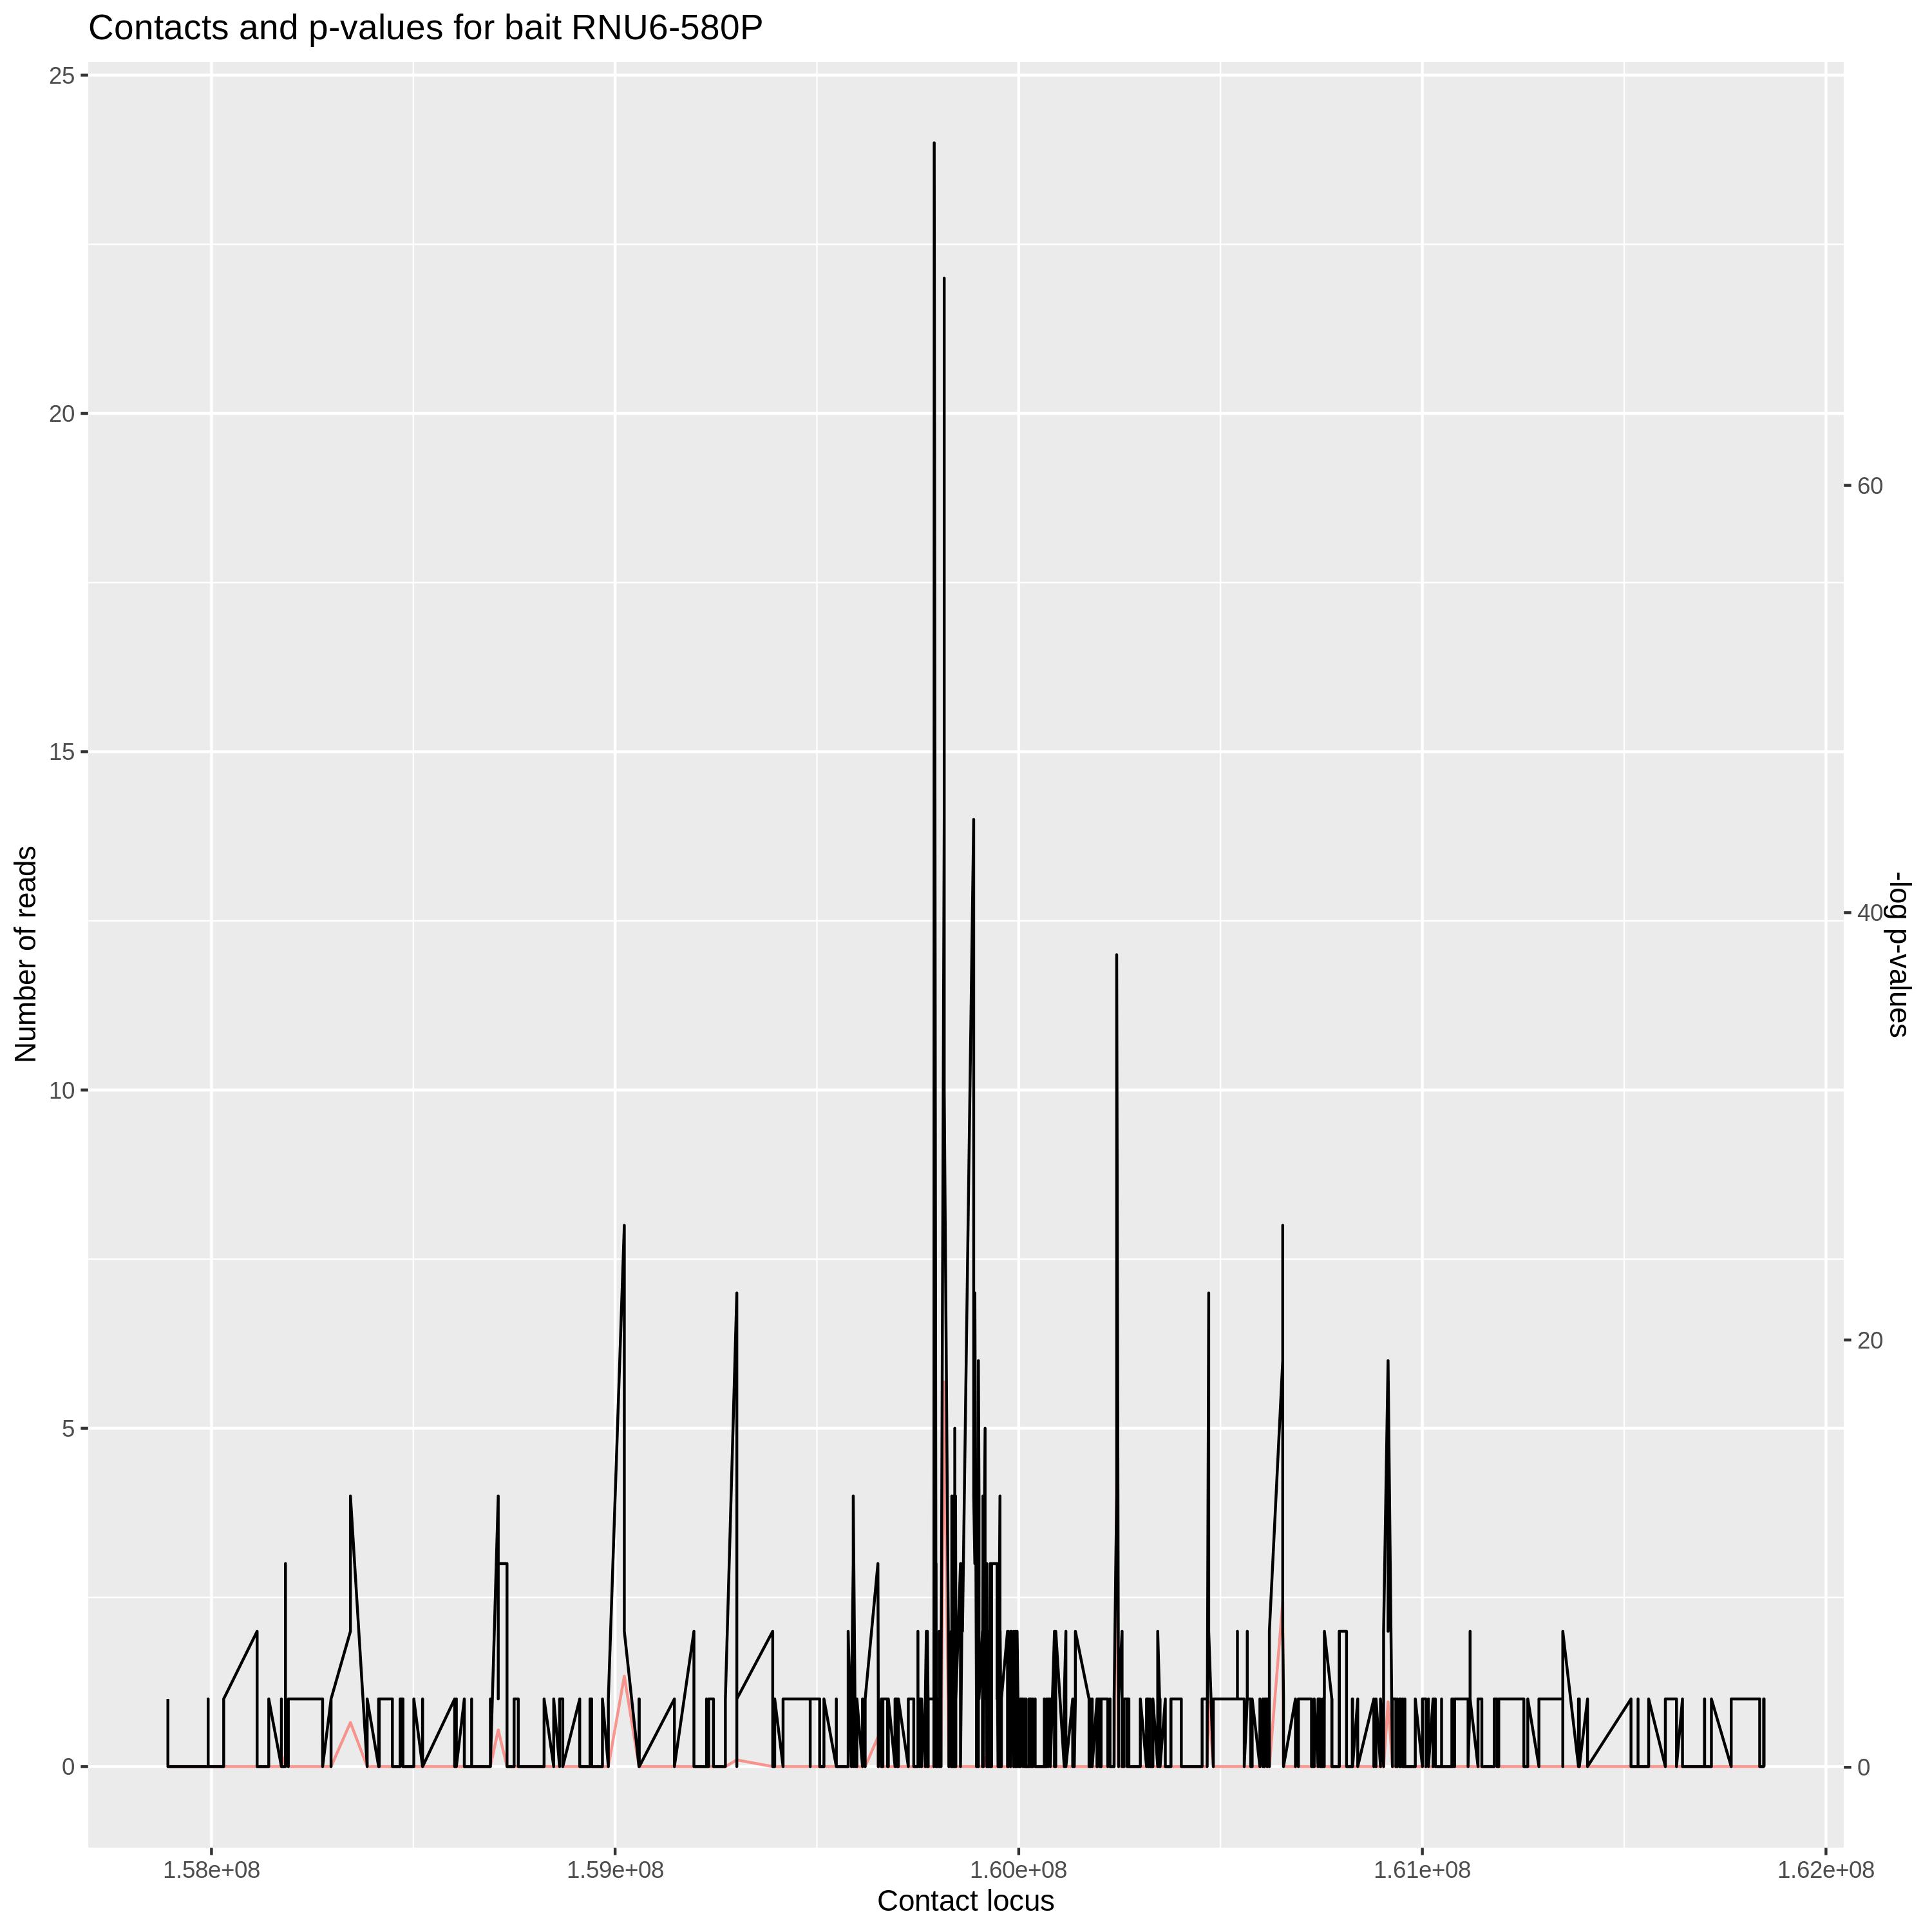 Contacts and p-values for bait RNU6-580P
25
20
15
10
5
0
Number of reads
60
40
20
0
-log p-values
1.58e+08
1.59e+08
1.60e+08
1.61e+08
1.62e+08
Contact locus